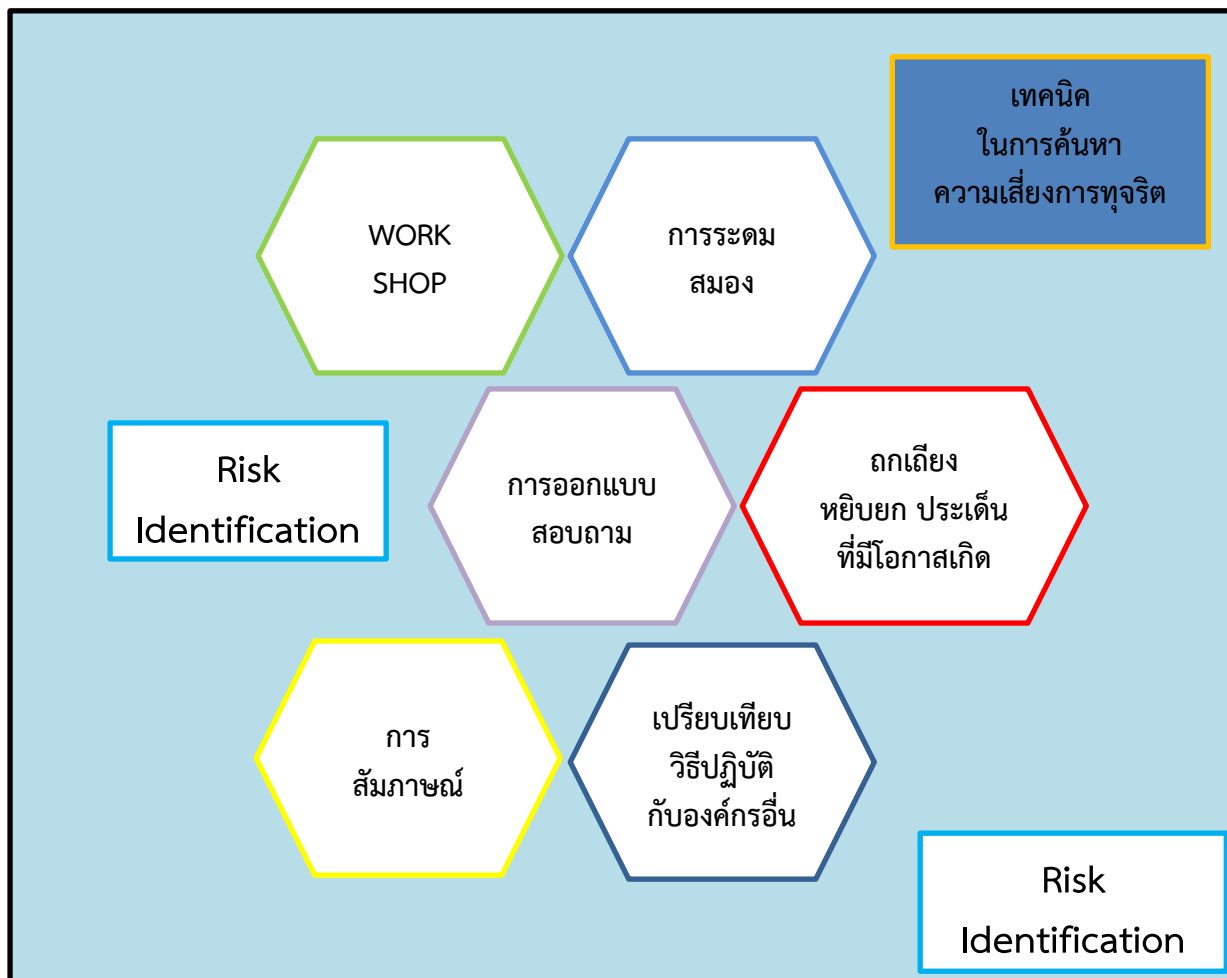 เทคนิค
ในการค้นหา
ความเสี่ยงการทุจริต
WORK
SHOP
การระดม
สมอง
Risk
Identification
การออกแบบ
สอบถาม
ถกเถียง
หยิบยก ประเด็น
ที่มีโอกาสเกิด
การ
สัมภาษณ์
เปรียบเทียบ
วิธีปฏิบัติ
กับองค์กรอื่น
Risk
Identification